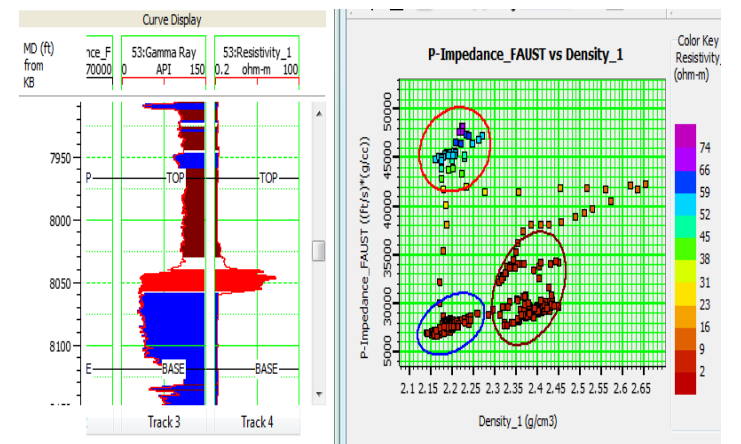 Curve Display
MD (ft)
from
KB
nce_F
70000
53:Gamma Ray
0 API 150
53:Resistivity_1
0.2 ohm-m 100
7950
TOP
TOP
8000
8050
8100
BASE
BASE
Track 3
Track 4
P-Impedance_FAUST vs Density_1
P-Impedance_FAUST ((ft/s)*(g/cc))
50000
45000
40000
35000
30000
5000
2.1 2.15 2.2 2.25 2.3 2.35 2.4 2.45 2.5 2.55 2.6 2.65
Density_1 (g/cm3)
Color Key
Resistivity_
(ohm-m)
74
66
59
52
45
38
31
23
16
9
2